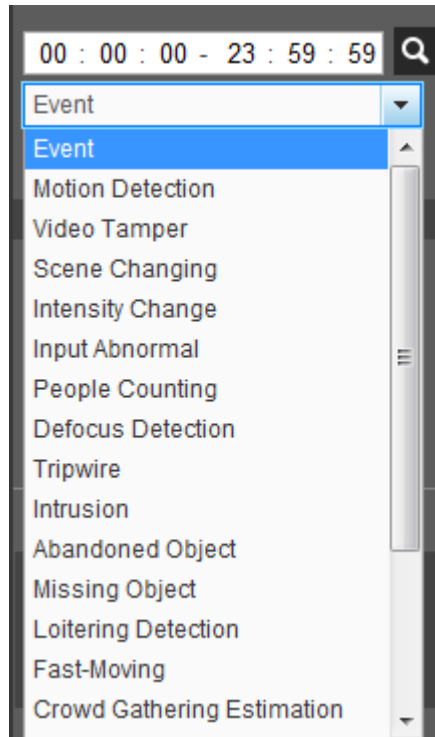 00 : 00 : 00 - 23 : 59 : 59
Event
Event
Motion Detection
Video Tamper
Scene Changing
Intensity Change
Input Abnormal
People Counting
Defocus Detection
Tripwire
Intrusion
Abandoned Object
Missing Object
Loitering Detection
Fast-Moving
Crowd Gathering Estimation